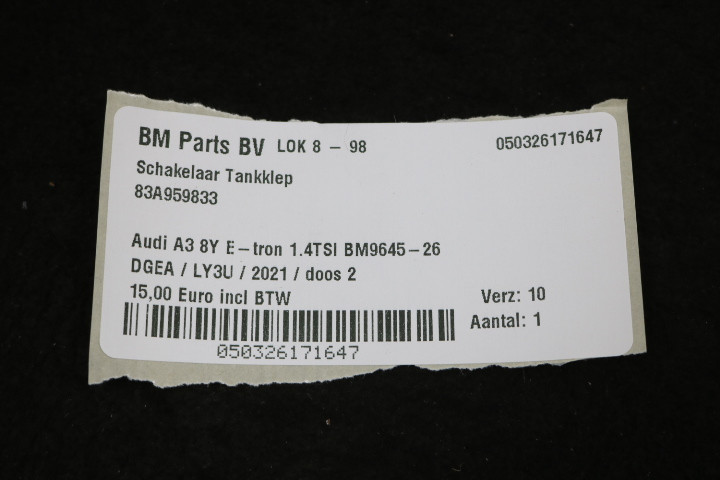 BM Parts BV LOK 8 - 98 050326171647
Schakelaar Tankklep
83A959833
Audi A3 8Y E-tron 1.4TSI BM9645-26
DGEA / LY3U / 2021 / doos 2
15,00 Euro incl BTW Verz: 10
Aantal: 1
050326171647